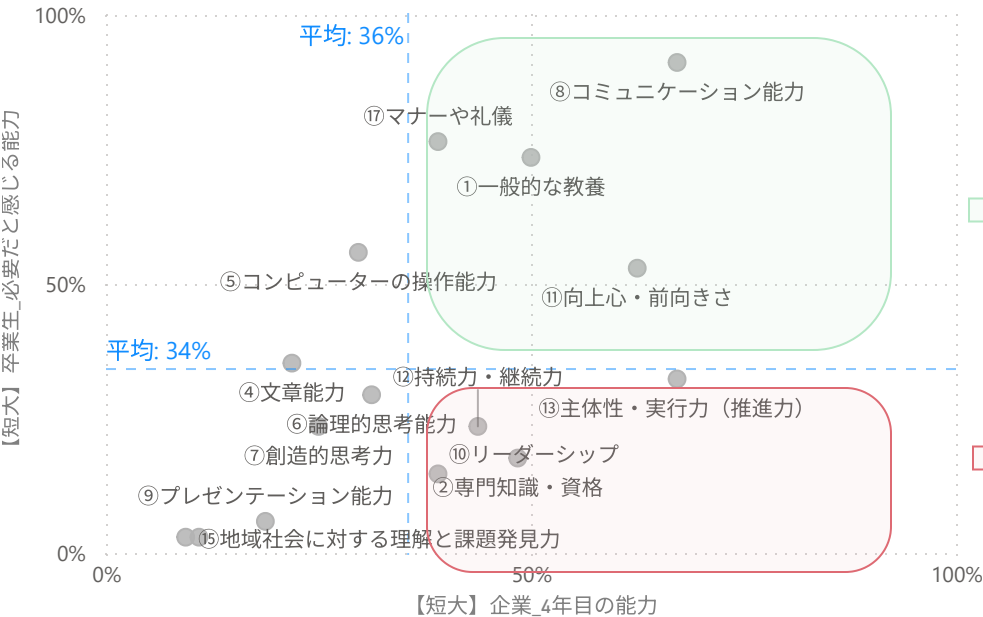 100%
平均: 36%
⑧コミュニケーション能力
⑰マナーや礼儀
①一般的な教養
【短大】卒業生_必要だと感じる能力
⑤コンピューターの操作能力
50%
⑪向上心・前向きさ
平均: 34%
⑫持続力・継続力
④文章能力
⑬主体性・実行力（推進力）
⑥論理的思考能力
⑦創造的思考力
⑩リーダーシップ
②専門知識・資格
⑨プレゼンテーション能力
⑮地域社会に対する理解と課題発見力
0%
0%
50%
100%
【短大】企業_4年目の能力